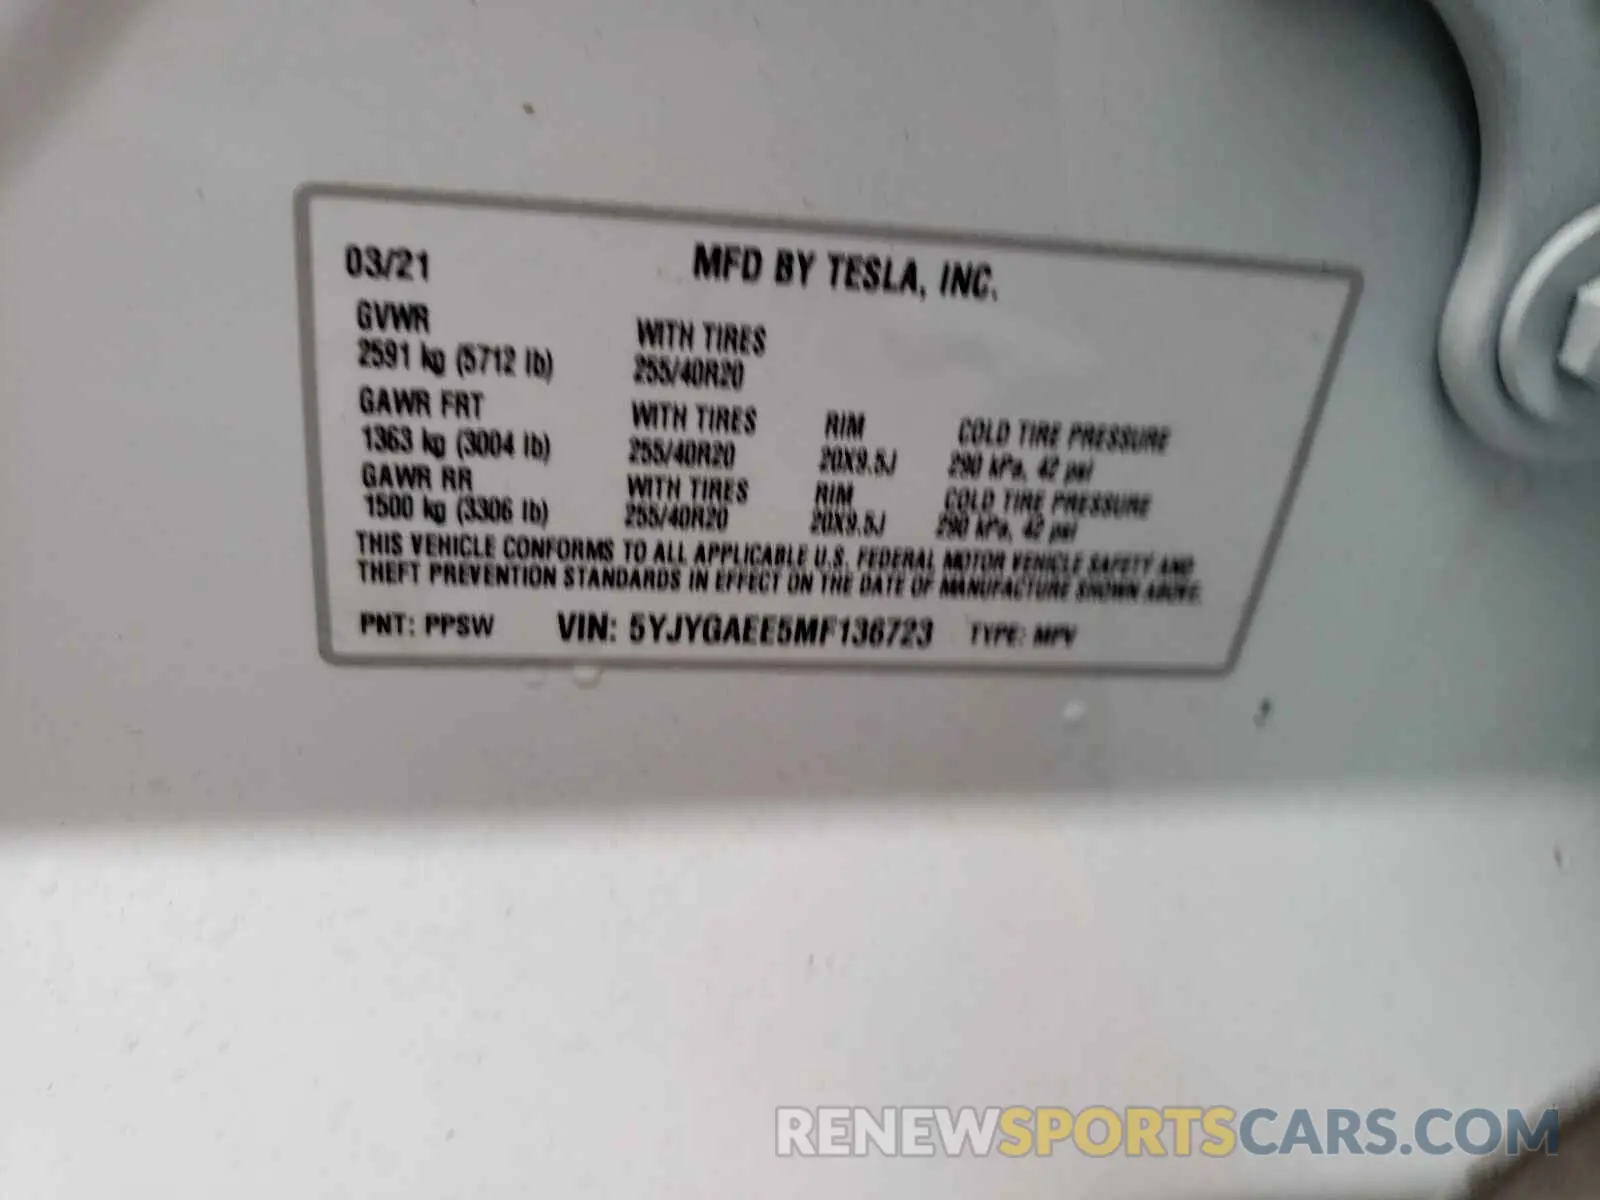 03/21 MFD BY TESLA, INC.
GVWR
2591 kg (5712 lb)
WITH TIRES
255/40R20
GAWR FRT
1363 kg (3004 lb)
WITH TIRES
255/40R20
RIM
20X9.5J
COLD TIRE PRESSURE
290 kPa, 42 psi
GAWR RR
1500 kg (3306 lb)
WITH TIRES
255/40R20
RIM
20X9.5J
COLD TIRE PRESSURE
290 kPa, 42 psi
THIS VEHICLE CONFORMS TO ALL APPLICABLE U.S. FEDERAL MOTOR VEHICLE SAFETY AND
THEFT PREVENTION STANDARDS IN EFFECT ON THE DATE OF MANUFACTURE SHOWN ABOVE.
PNT: PPSW VIN: 5YJYGAEE5MF136723 TYPE: MPV
RENEWSPORTSCARS.COM